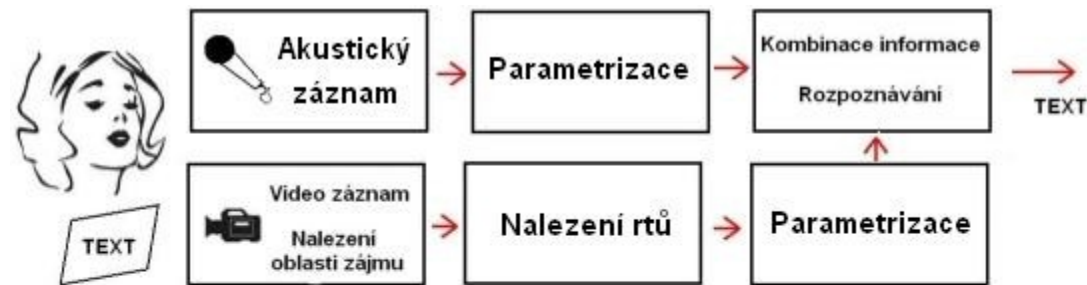 Akustický
záznam
Parametrizace
Kombinace informace
Rozpoznávání
TEXT
TEXT
Video záznam
Nalezení
oblasti zájmu
Nalezení rtů
Parametrizace